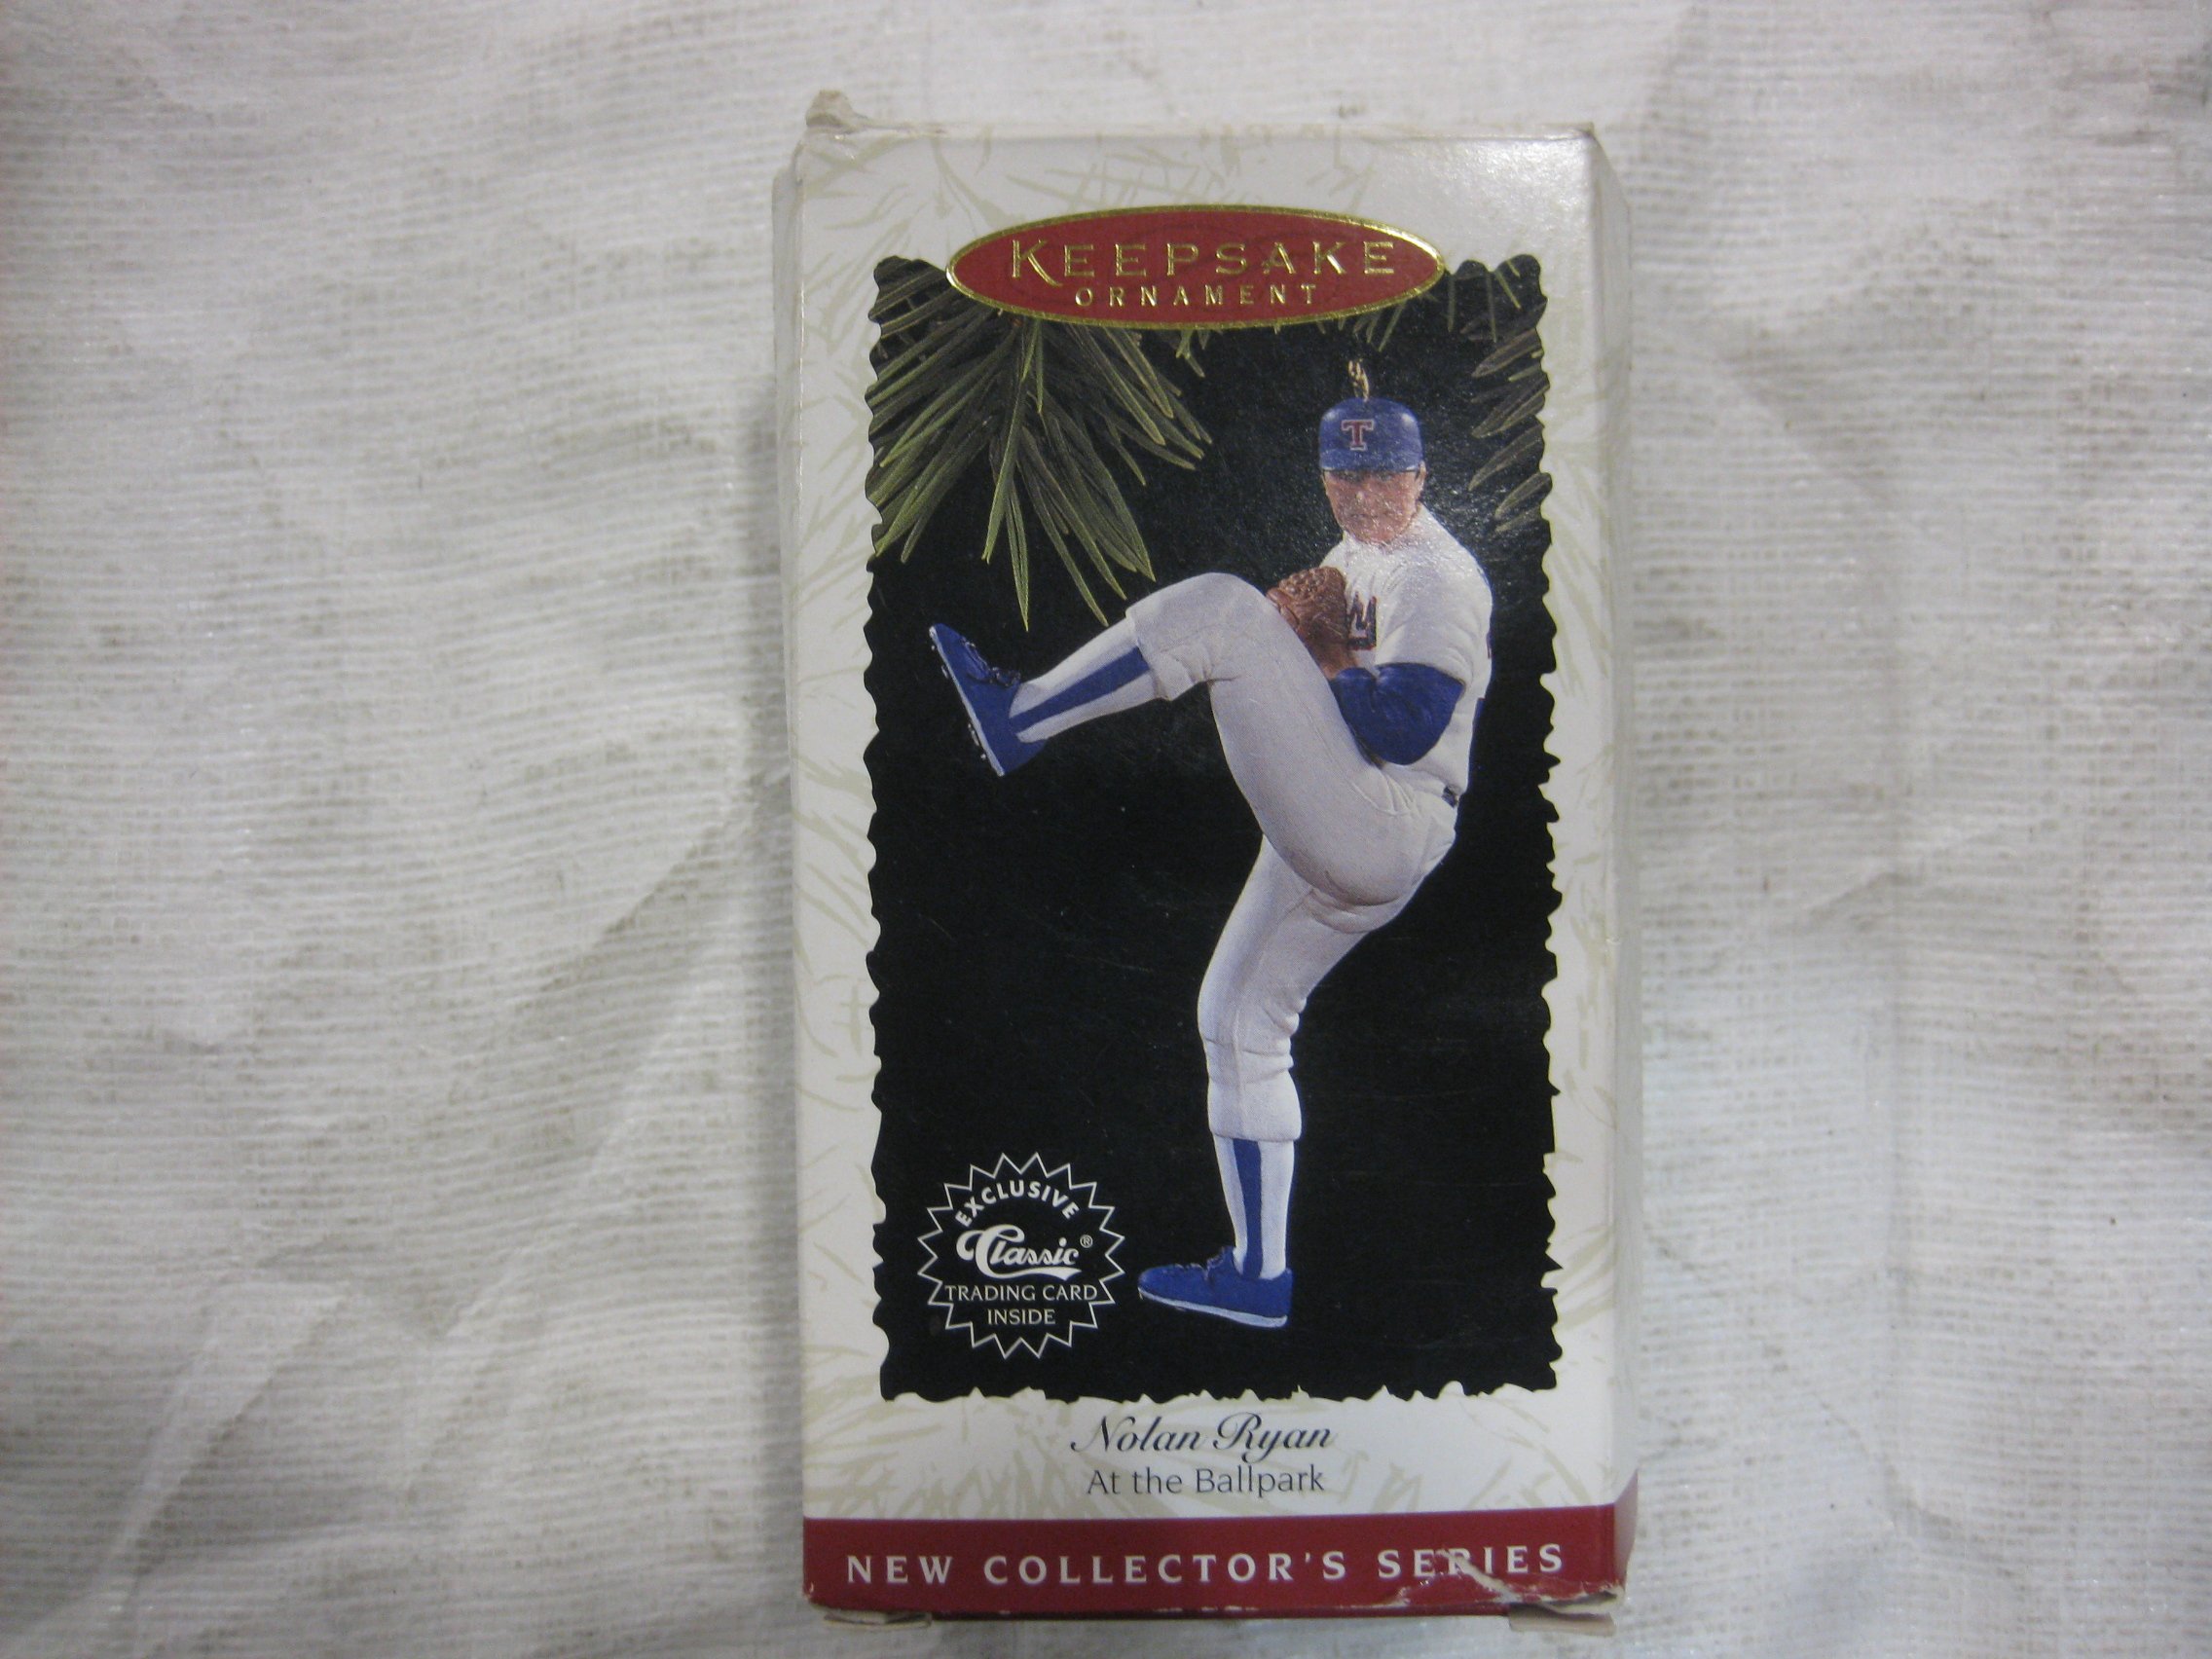 KEEPSAKE
ORNAMENT
T
EXCLUSIVE
Classic®
TRADING CARD
INSIDE
Nolan Ryan
At the Ballpark
NEW COLLECTOR'S SERIES